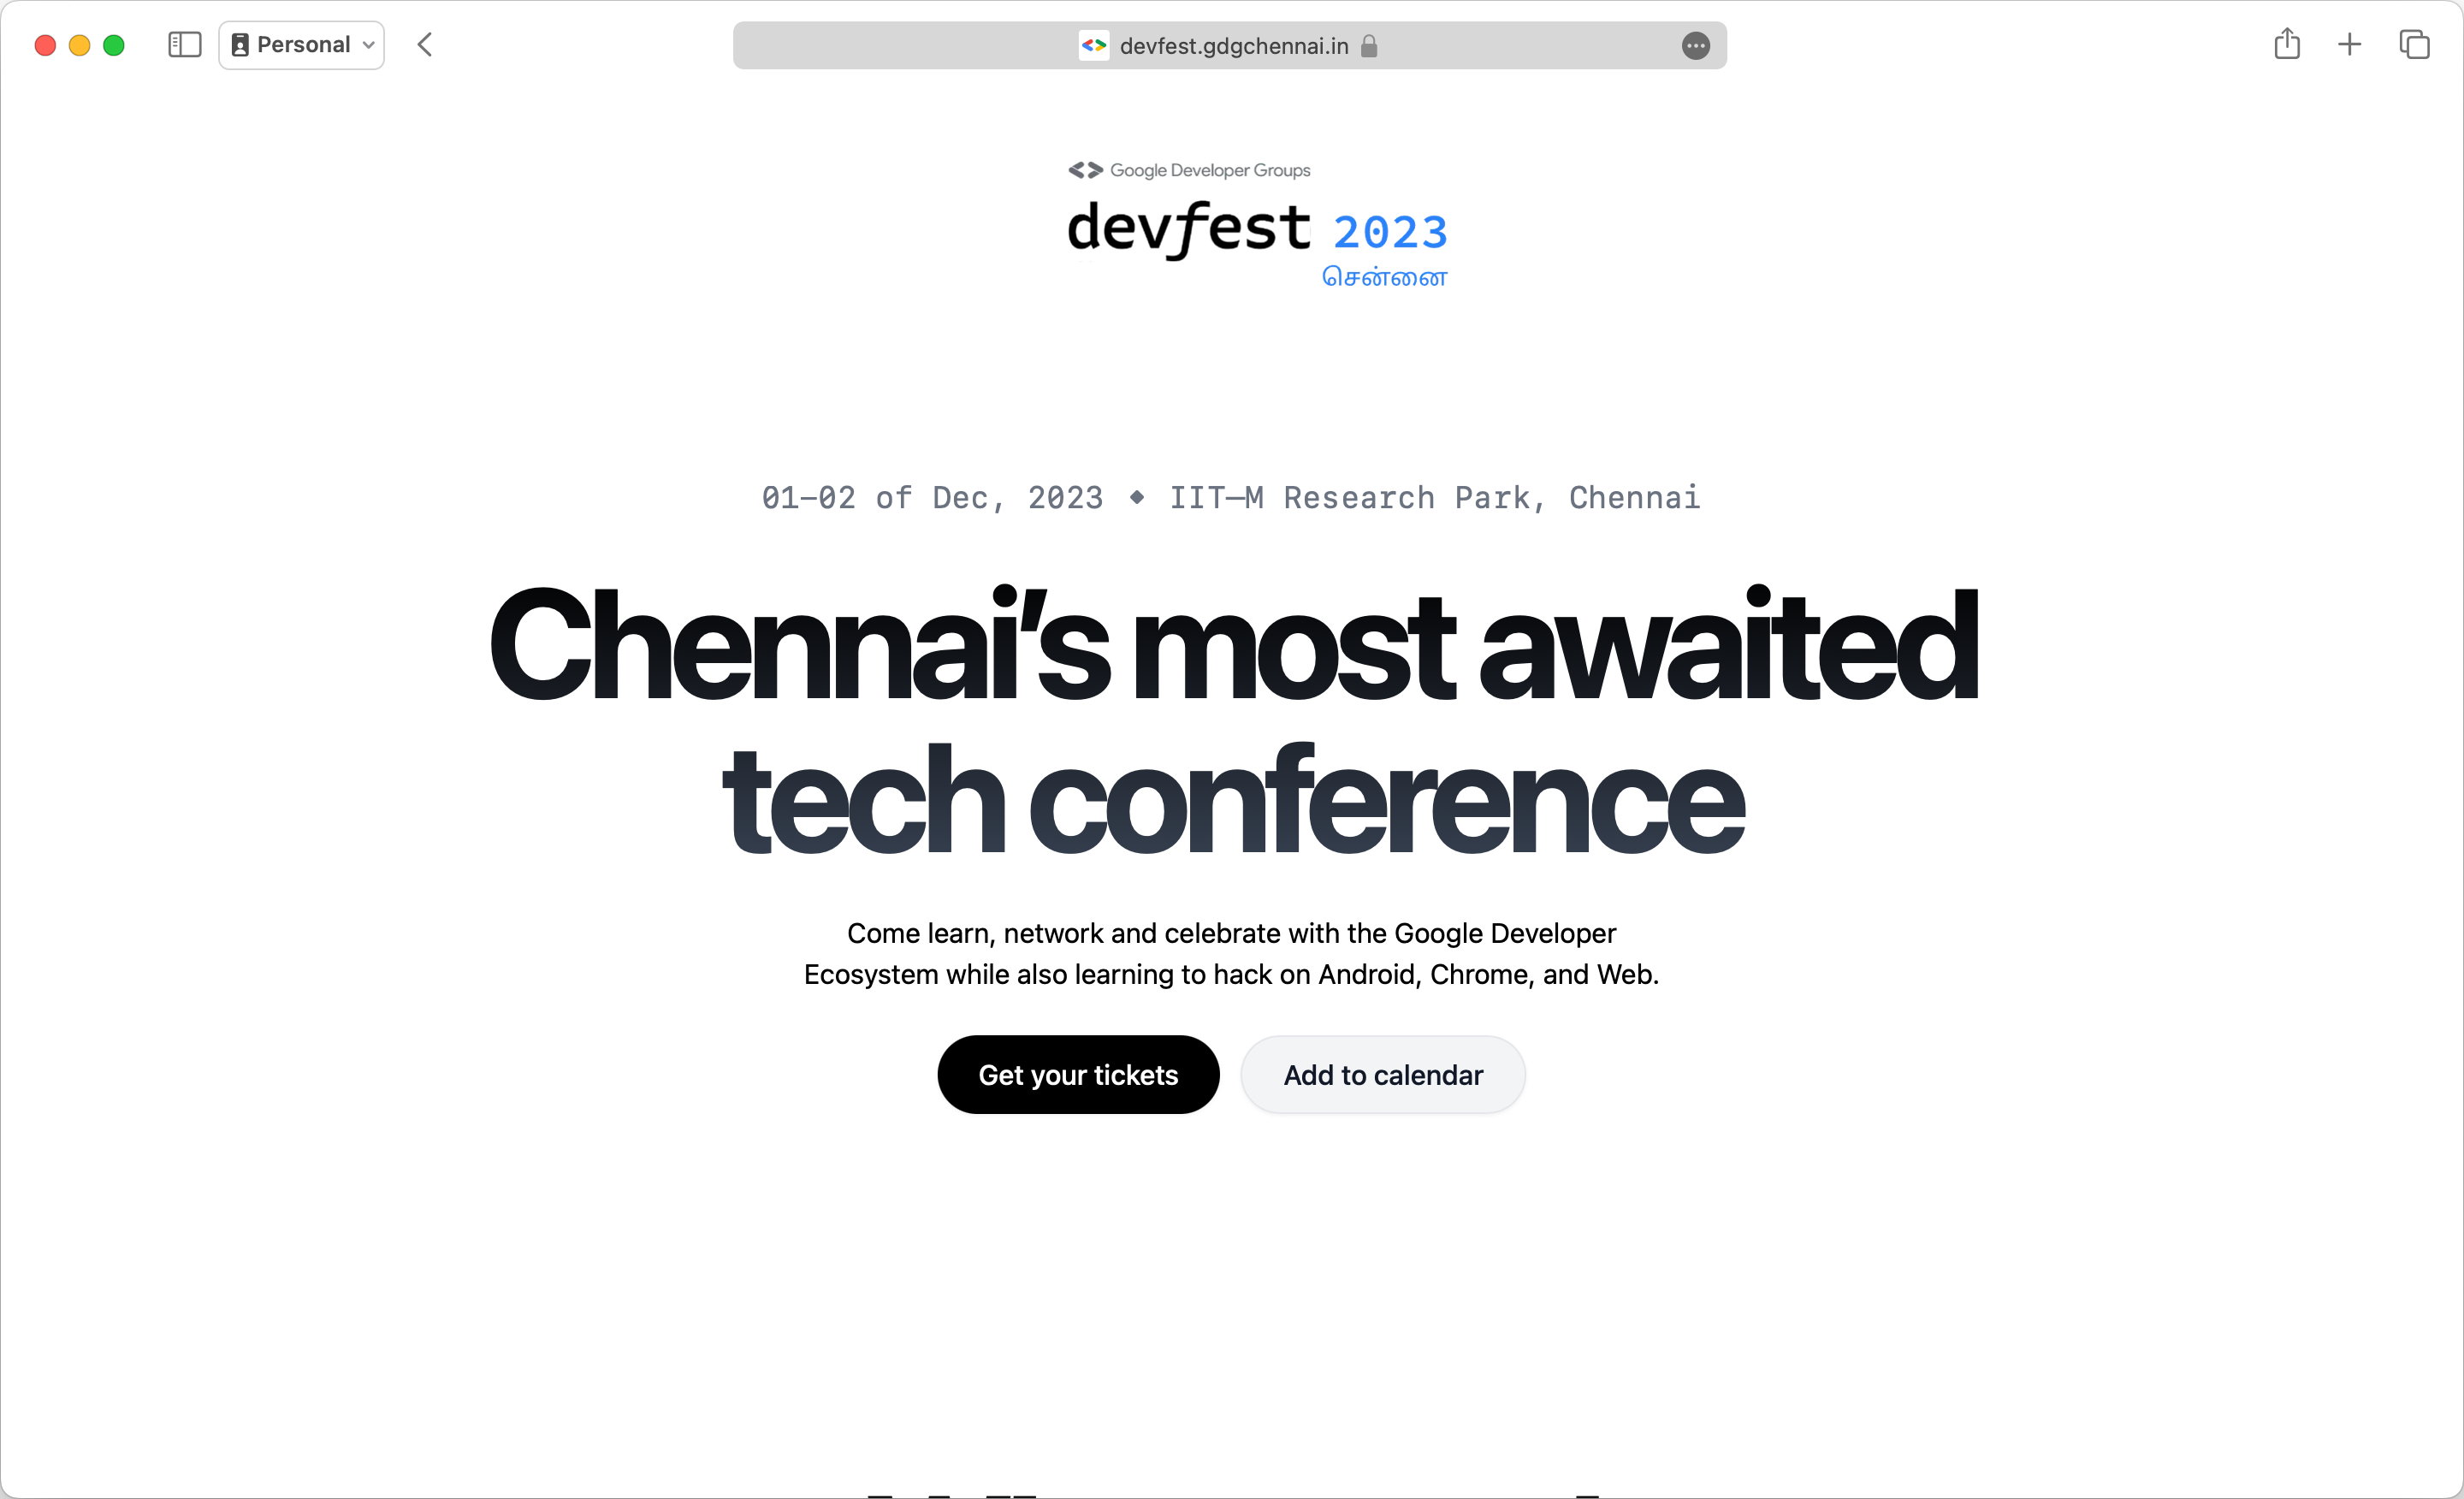 Personal
devfest.gdgchennai.in
Google Developer Groups
devfest 2023
சென்னை
01—02 of Dec, 2023 ◆ IIT—M Research Park, Chennai
Chennai’s most awaited
tech conference
Come learn, network and celebrate with the Google Developer
Ecosystem while also learning to hack on Android, Chrome, and Web.
Get your tickets
Add to calendar